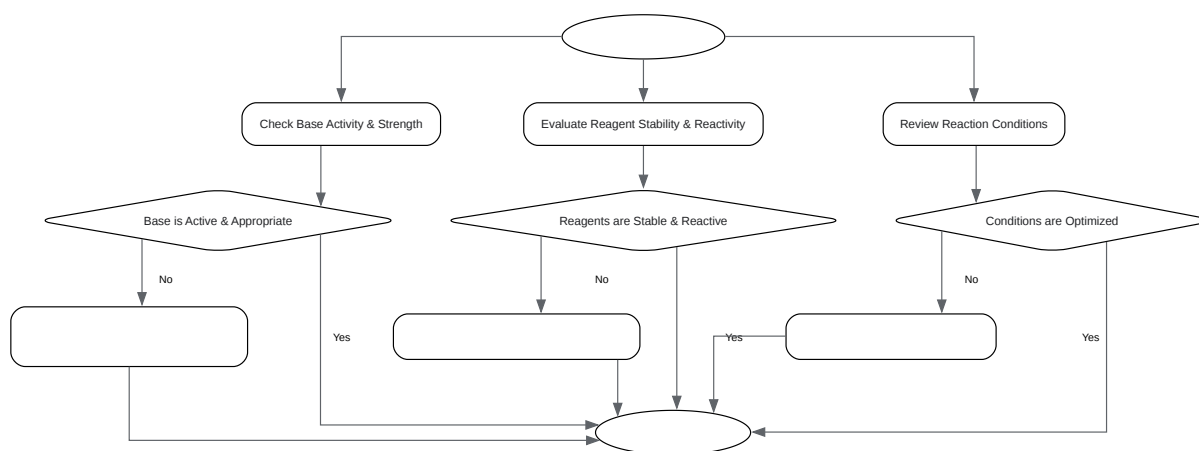 Check Base Activity & Strength
Evaluate Reagent Stability & Reactivity
Review Reaction Conditions
Base is Active & Appropriate
Reagents are Stable & Reactive
Conditions are Optimized
No
No
No
Yes
Yes
Yes